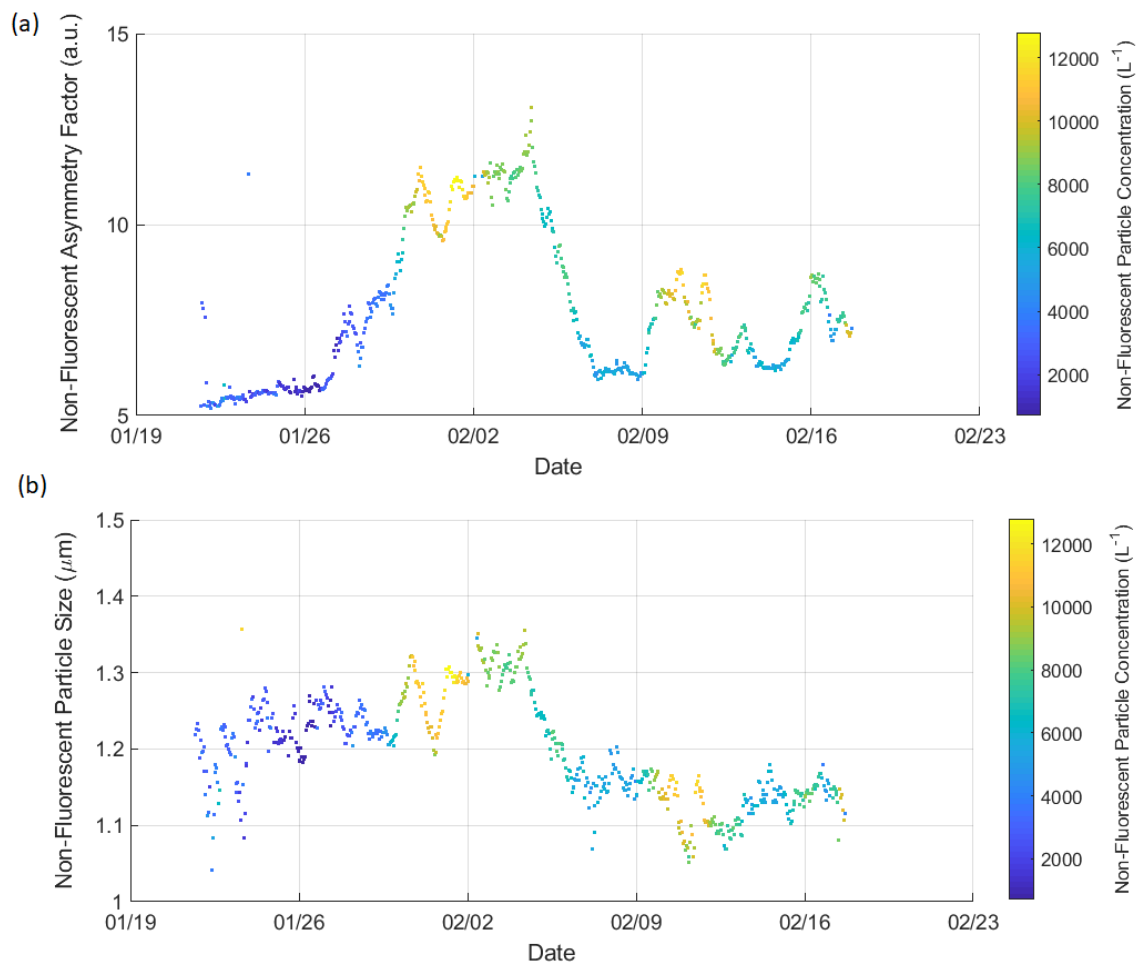 (a)
Non-Fluorescent Asymmetry Factor (a.u.)
15
10
5
01/19 01/26 02/02 02/09 02/16 02/23
Date
12000
10000
8000
6000
4000
2000
Non-Fluorescent Particle Concentration (L⁻¹)
(b)
Non-Fluorescent Particle Size (μm)
1.5
1.4
1.3
1.2
1.1
1
01/19 01/26 02/02 02/09 02/16 02/23
Date
12000
10000
8000
6000
4000
2000
Non-Fluorescent Particle Concentration (L⁻¹)